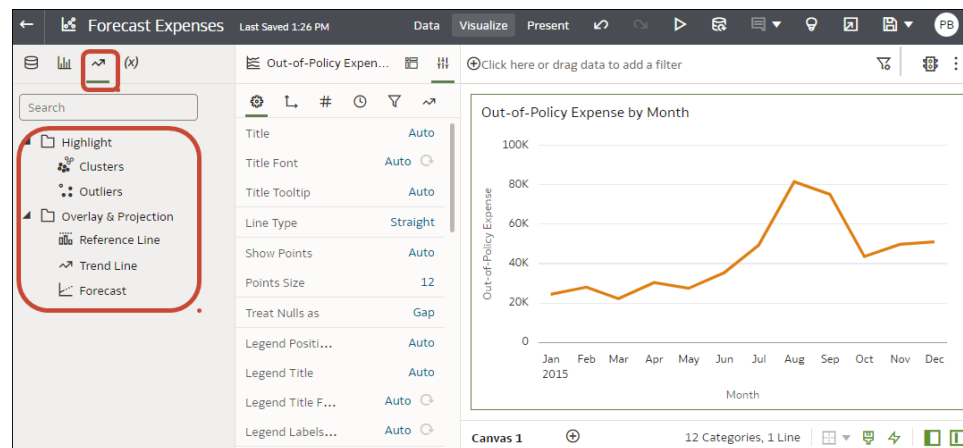 Forecast Expenses Last Saved 1:26 PM Data Visualize Present PB
(x) Out-of-Policy Expen... Click here or drag data to add a filter
Search
Highlight
Clusters
Outliers
Overlay & Projection
Reference Line
Trend Line
Forecast
Title Auto
Title Font Auto
Title Tooltip Auto
Line Type Straight
Show Points Auto
Points Size 12
Treat Nulls as Gap
Legend Positi... Auto
Legend Title Auto
Legend Title F... Auto
Legend Labels... Auto
Out-of-Policy Expense by Month
Out-of-Policy Expense
100K
80K
60K
40K
20K
0
Jan Feb Mar Apr May Jun Jul Aug Sep Oct Nov Dec
2015
Month
Canvas 1 12 Categories, 1 Line